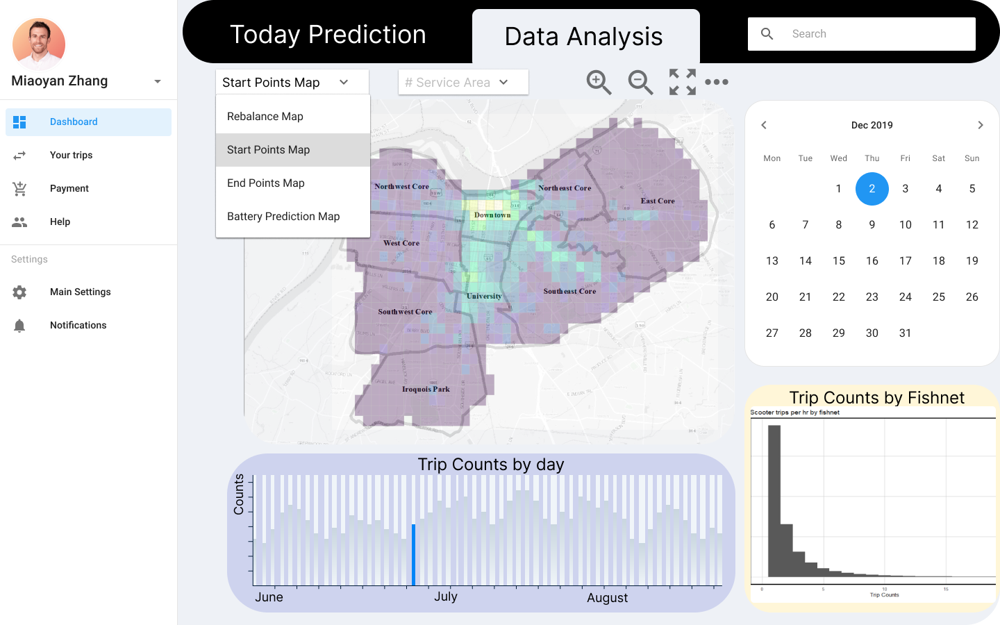 Today Prediction
Data Analysis
Search
Miaoyan Zhang
Dashboard
Your trips
Payment
Help
Settings
Main Settings
Notifications
Start Points Map
# Service Area
Rebalance Map
Start Points Map
End Points Map
Battery Prediction Map
Northwest Core
Northeast Core
East Core
Downtown
West Core
Southeast Core
University
Southwest Core
Iroquois Park
Dec 2019
Mon Tue Wed Thu Fri Sat Sun
1 2 3 4 5
6 7 8 9 10 11 12
13 14 15 16 17 18 19
20 21 22 23 24 25 26
27 28 29 30 31
Trip Counts by day
Counts
June July August
Trip Counts by Fishnet
Scooter trips per hr by fishnet
0 5 10 15
Trip Counts